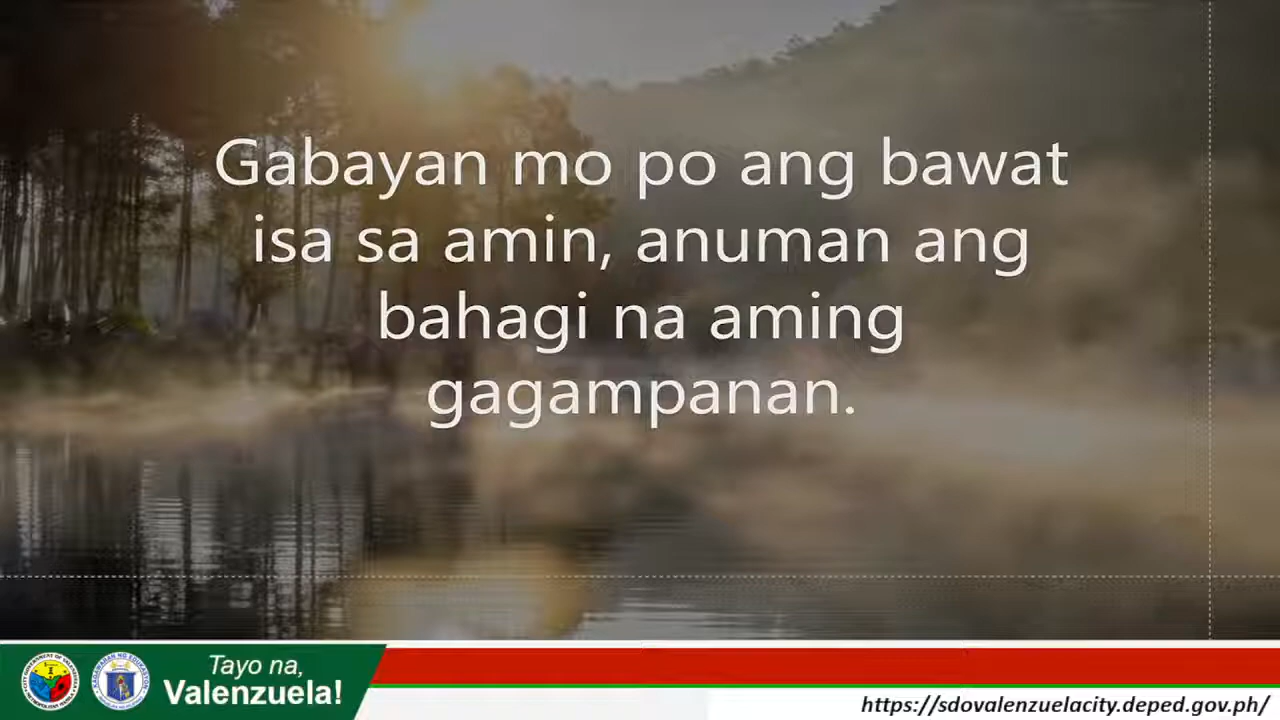 Gabayan mo po ang bawat
isa sa amin, anuman ang
bahagi na aming
gagampanan.
Tayo na,
Valenzuela!
https://sdovalenzuelacity.deped.gov.ph/